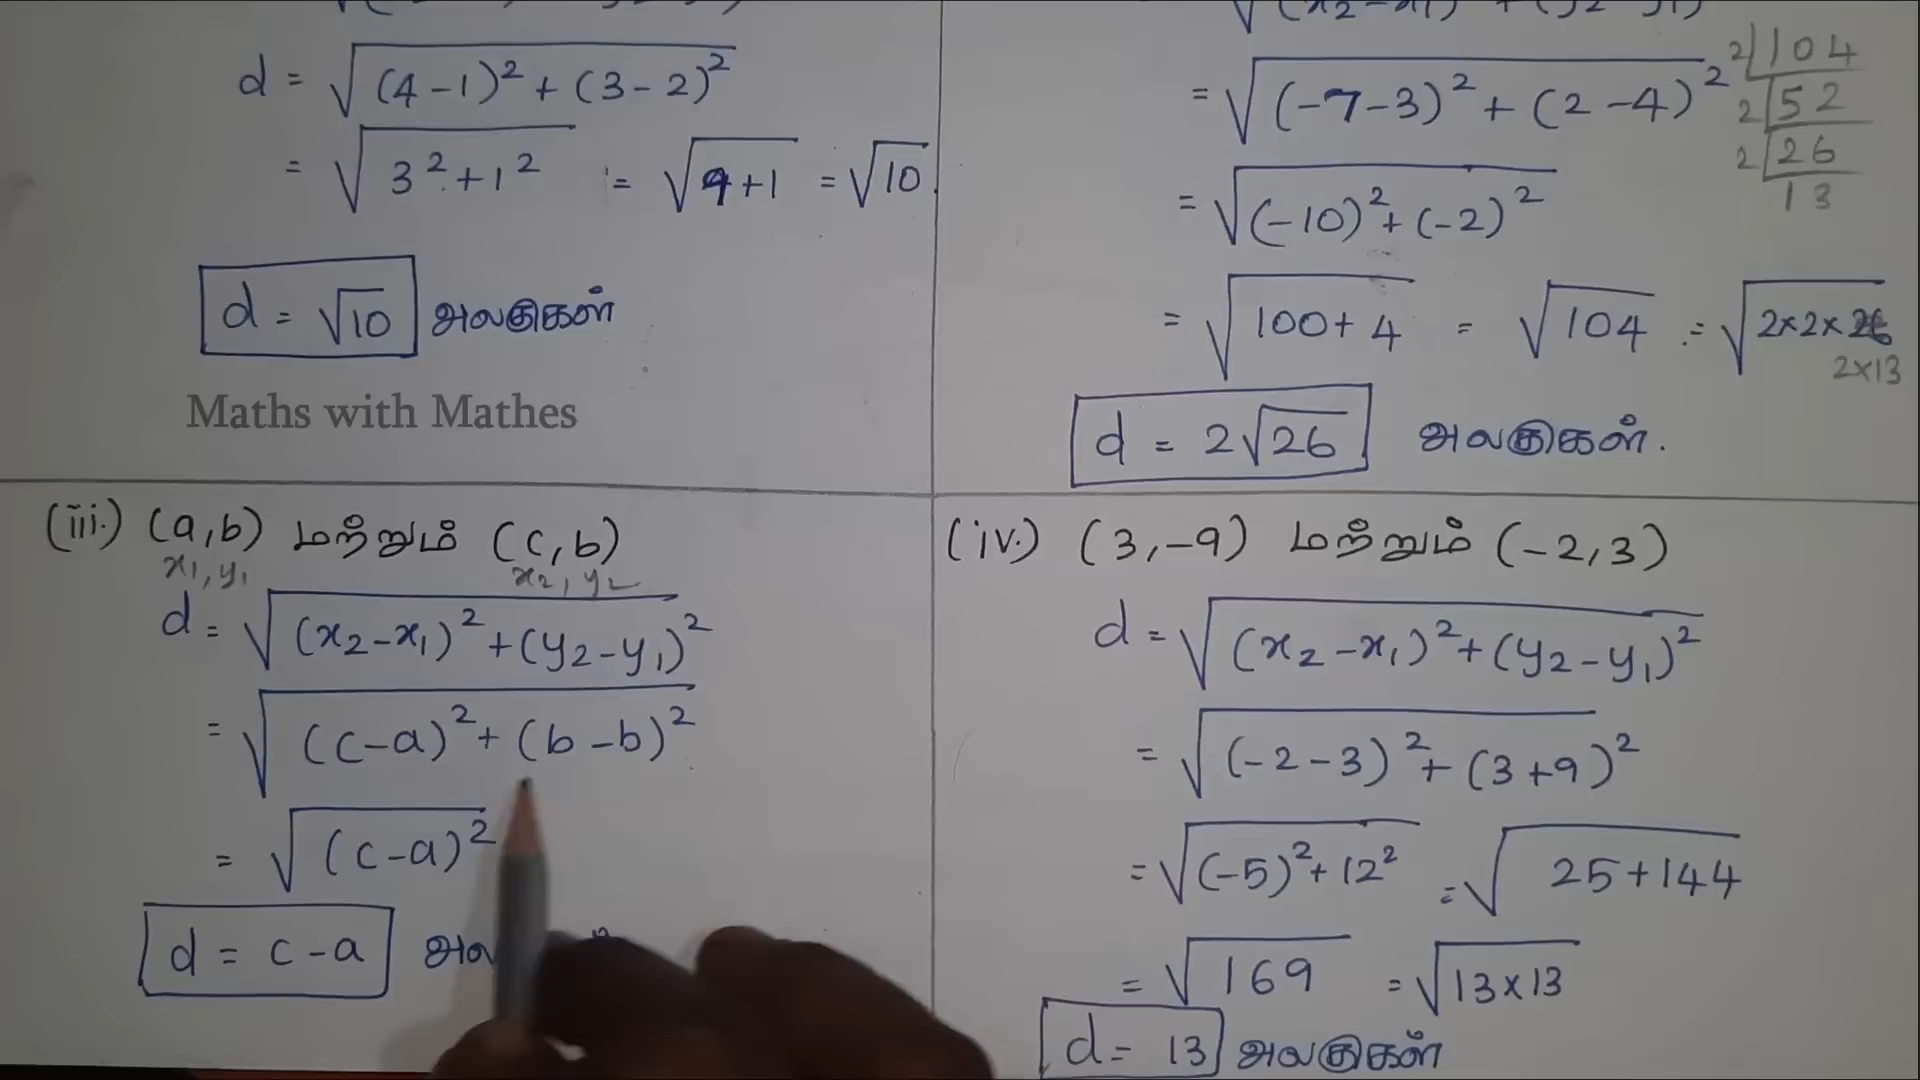 d = √(4-1)² + (3-2)²
= √3²+1² = √9+1 = √10
d = √10 அலகுகள்
Maths with Mathes
= √(-7-3)² + (2-4)²
= √(-10)²+(-2)²
= √100+4 = √104 = √2×2×26
2×13
d = 2√26 அலகுகள்.
2|104
2|52
2|26
13
(iii.) (a,b) மற்றும் (c,b)
x₁,y₁ x₂,y₂
d = √(x₂-x₁)²+(y₂-y₁)²
= √(c-a)²+(b-b)²
= √(c-a)²
d = c-a
(iv.) (3,-9) மற்றும் (-2,3)
d = √(x₂-x₁)²+(y₂-y₁)²
= √(-2-3)²+(3+9)²
= √(-5)²+12² = √25+144
= √169 = √13×13
d = 13 அலகுகள்